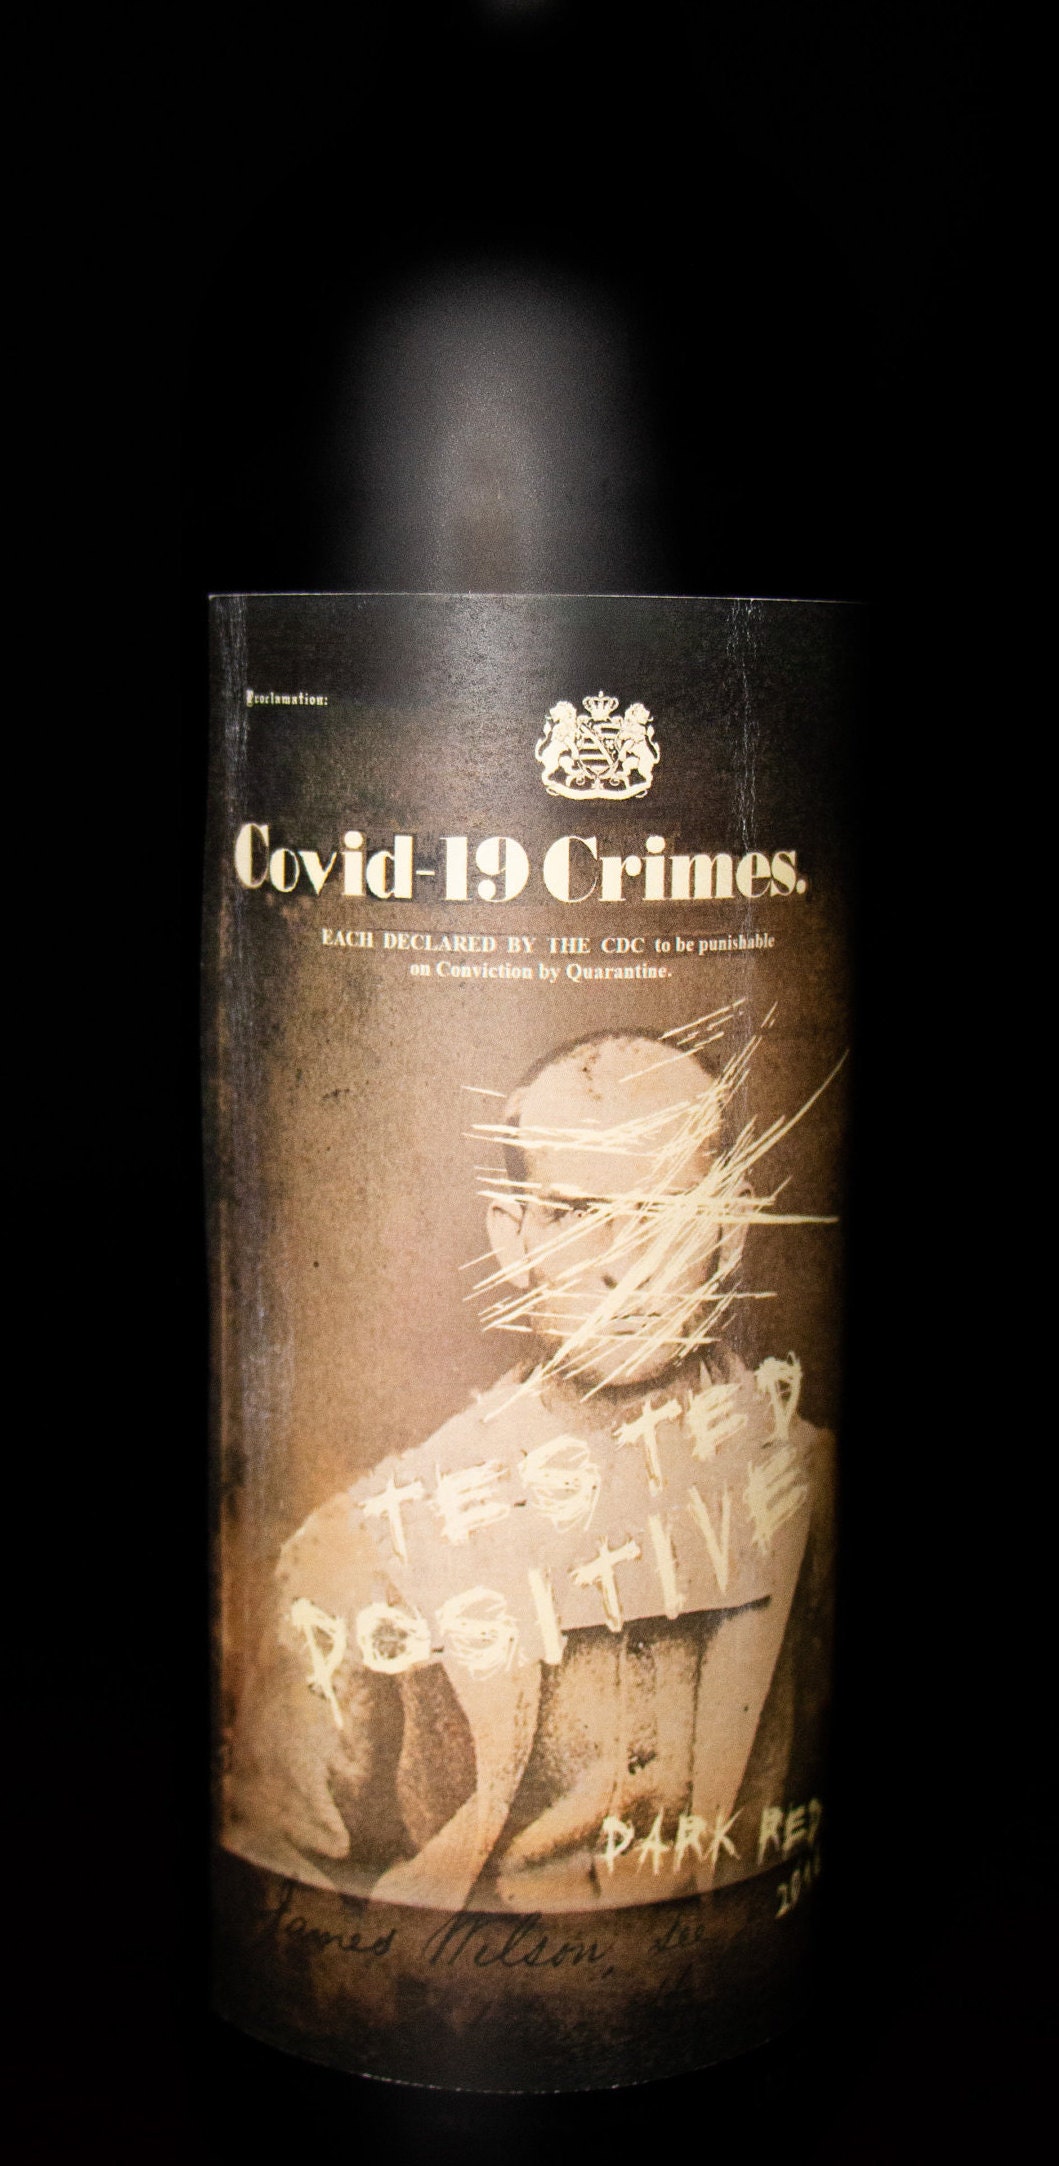 Proclamation:
Covid-19 Crimes.
EACH DECLARED BY THE CDC to be punishable
on Conviction by Quarantine.
TESTED
POSITIVE
DARK RED
James Wilson,